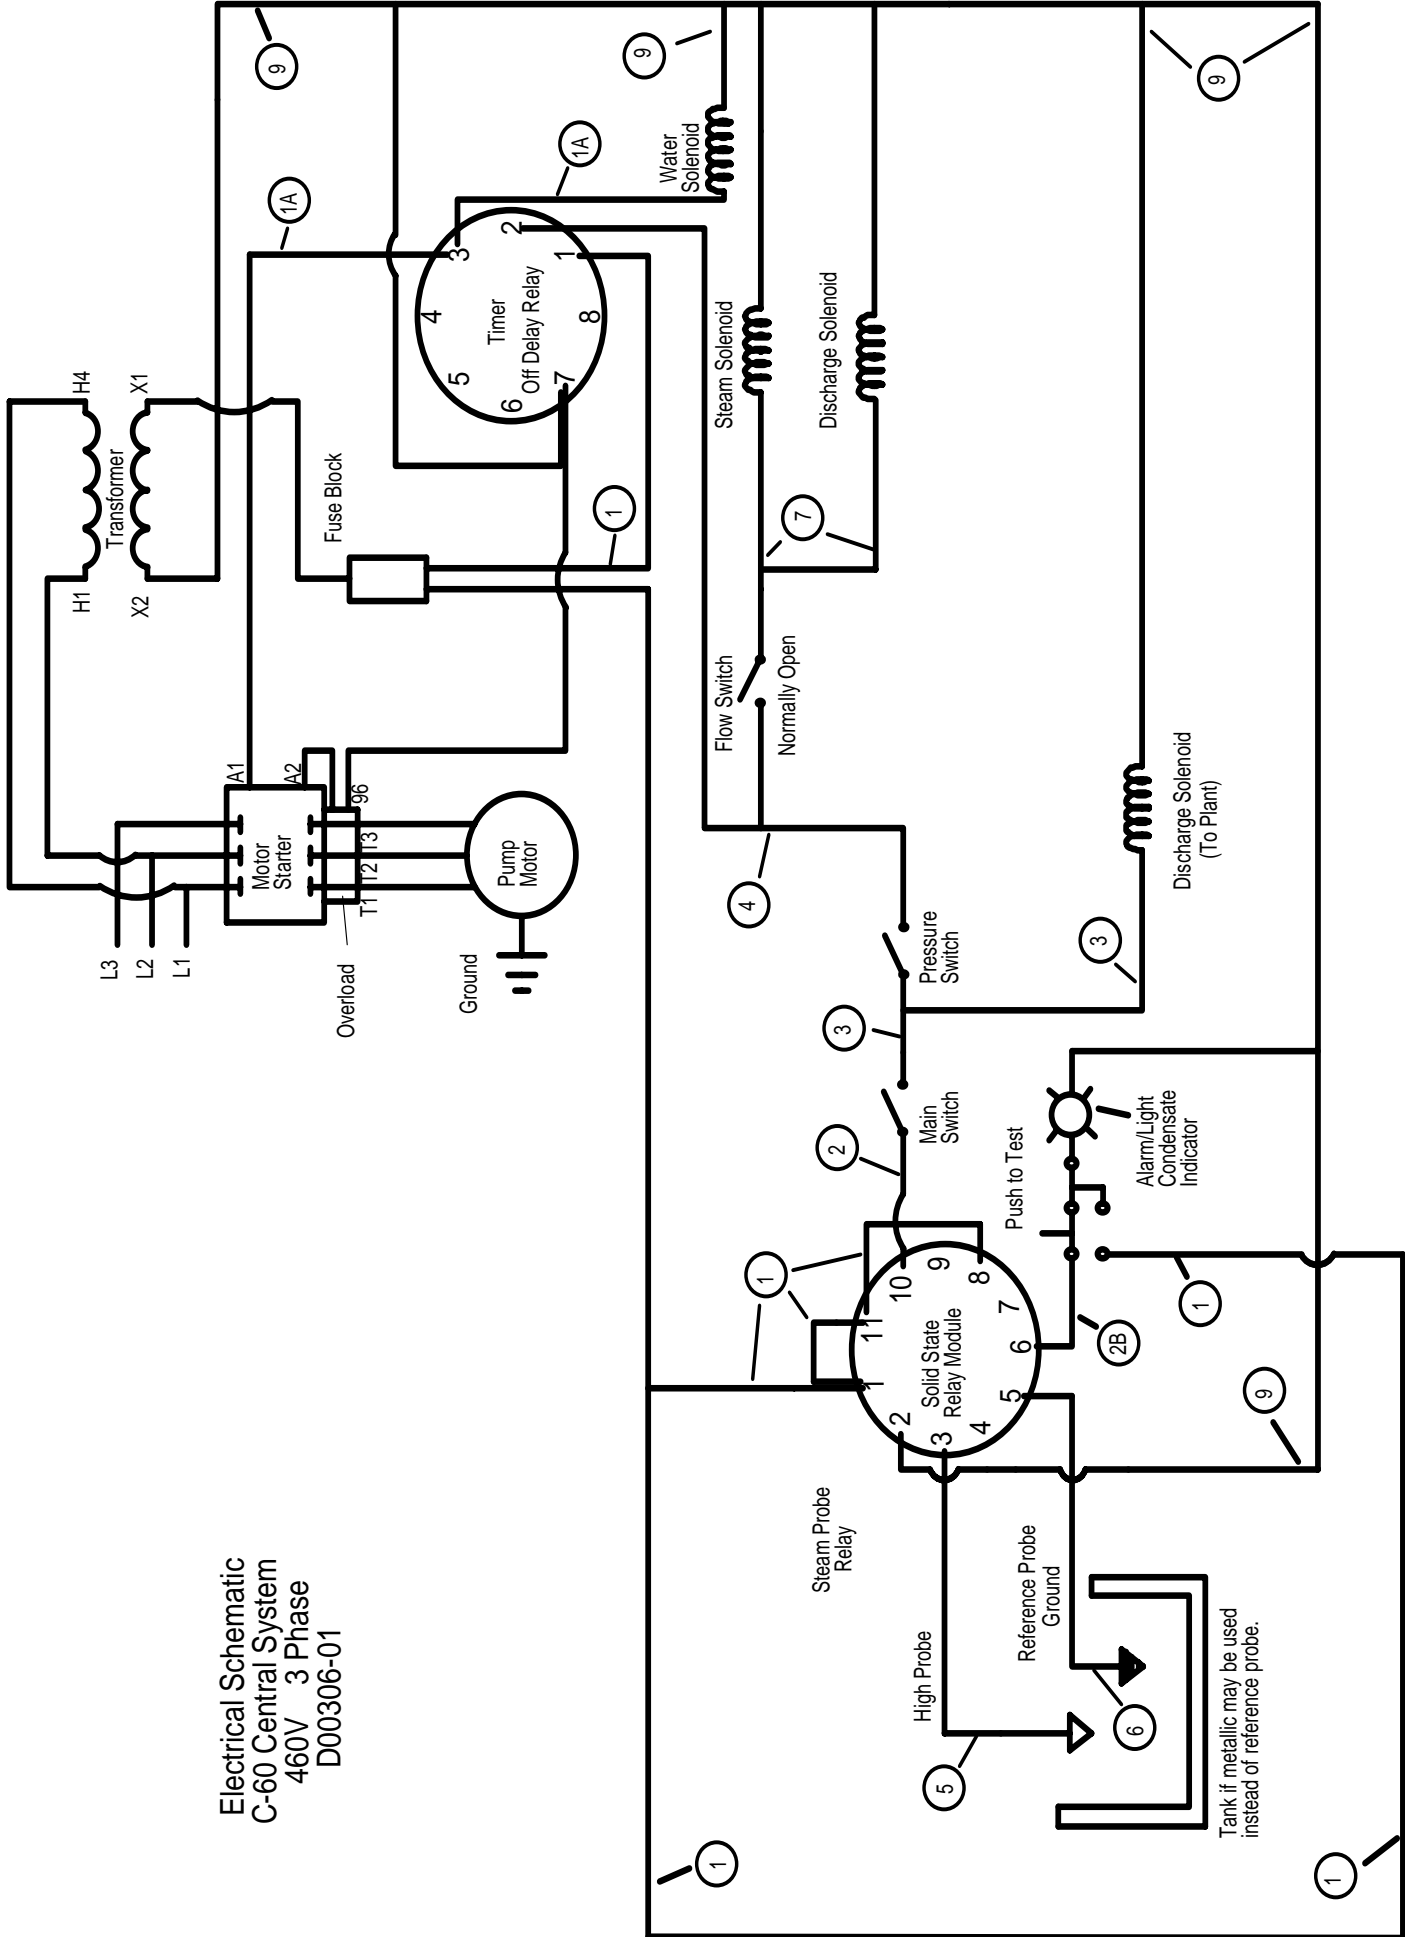 Electrical Schematic
C-60 Central System
460V 3 Phase
D00306-01
L3
L2
L1
H1
H4
Transformer
X2
X1
9
1A
A1
A2
Motor
Starter
96
T1
T2
T3
Overload
Pump
Motor
Ground
Fuse Block
1
Timer
Off Delay Relay
1
2
3
4
5
6
7
8
1A
Water
Solenoid
9
9
Flow Switch
Normally Open
Steam Solenoid
Discharge Solenoid
7
4
Pressure
Switch
3
Main
Switch
2
3
Discharge Solenoid
(To Plant)
1
Solid State
Relay Module
1
2
3
4
5
6
7
8
9
10
11
Steam Probe
Relay
Push to Test
Alarm/Light
Condensate
Indicator
2B
1
9
High Probe
Reference Probe
Ground
5
6
Tank if metallic may be used
instead of reference probe.
1
1